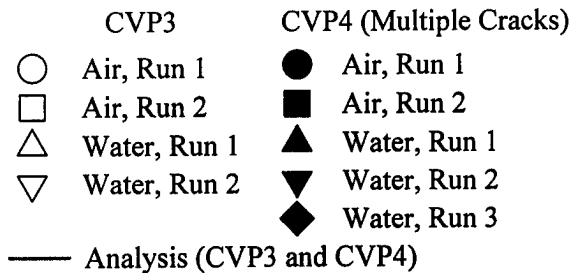 CVP3 CVP4 (Multiple Cracks)
Air, Run 1 Air, Run 1
Air, Run 2 Air, Run 2
Water, Run 1 Water, Run 1
Water, Run 2 Water, Run 2
Water, Run 3
Analysis (CVP3 and CVP4)